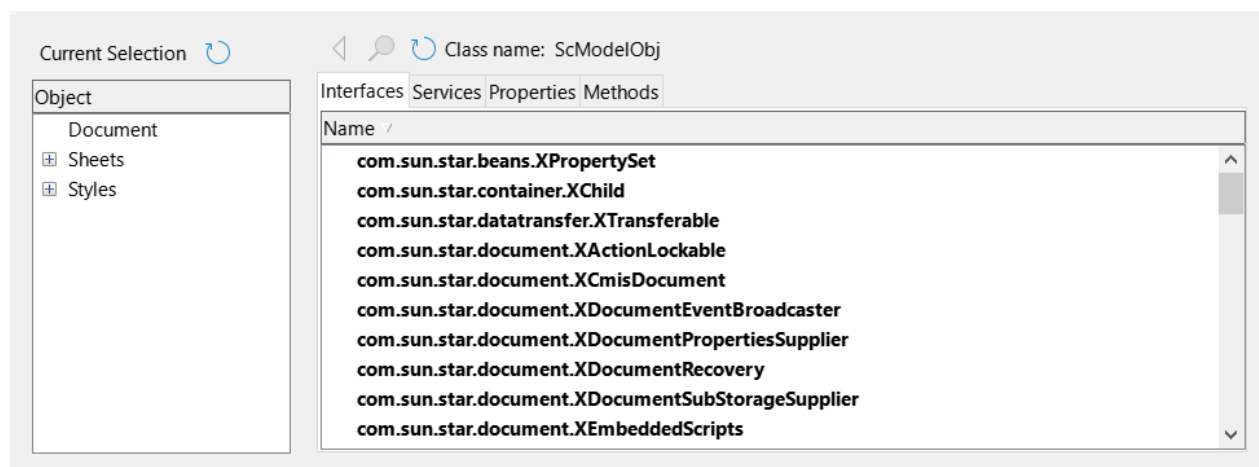 Current Selection
Object
Document
Sheets
Styles
Class name: ScModelObj
Interfaces Services Properties Methods
Name
com.sun.star.beans.XPropertySet
com.sun.star.container.XChild
com.sun.star.datatransfer.XTransferable
com.sun.star.document.XActionLockable
com.sun.star.document.XCmisDocument
com.sun.star.document.XDocumentEventBroadcaster
com.sun.star.document.XDocumentPropertiesSupplier
com.sun.star.document.XDocumentRecovery
com.sun.star.document.XDocumentSubStorageSupplier
com.sun.star.document.XEmbeddedScripts